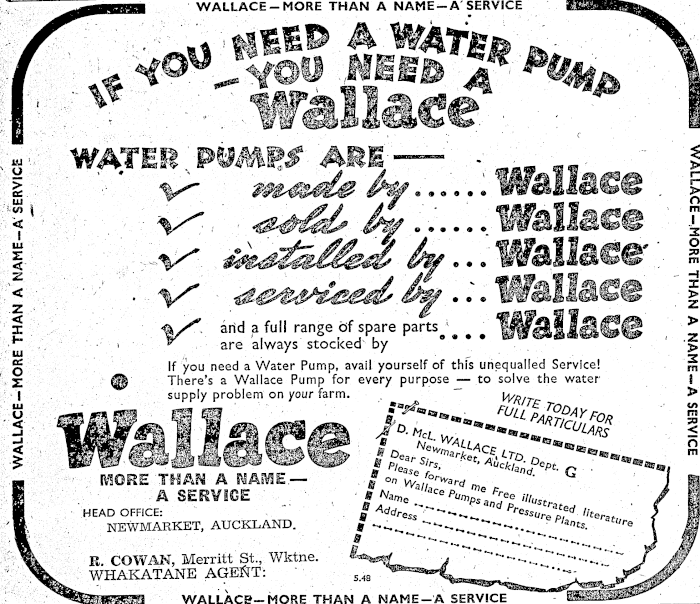 WALLACE—MORE THAN A NAME—A SERVICE
IF YOU NEED A WATER PUMP
—YOU NEED A
Wallace
WATER PUMPS ARE—
made by...... Wallace
sold by...... Wallace
installed by... Wallace
serviced by... Wallace
and a full range of spare parts
are always stocked by .... Wallace
If you need a Water Pump, avail yourself of this unequalled Service!
There's a Wallace Pump for every purpose — to solve the water
supply problem on your farm.
Wallace
MORE THAN A NAME—
A SERVICE
HEAD OFFICE:
NEWMARKET, AUCKLAND.
R. COWAN, Merritt St., Wktne.
WHAKATANE AGENT:
WRITE TODAY FOR
FULL PARTICULARS
D. McL. WALLACE, LTD. Dept. G
Newmarket, Auckland.
Dear Sirs,
Please forward me Free illustrated literature
on Wallace Pumps and Pressure Plants.
Name
Address
5.48
WALLACE—MORE THAN A NAME—A SERVICE
WALLACE—MORE THAN A NAME—A SERVICE
WALLACE—MORE THAN A NAME—A SERVICE